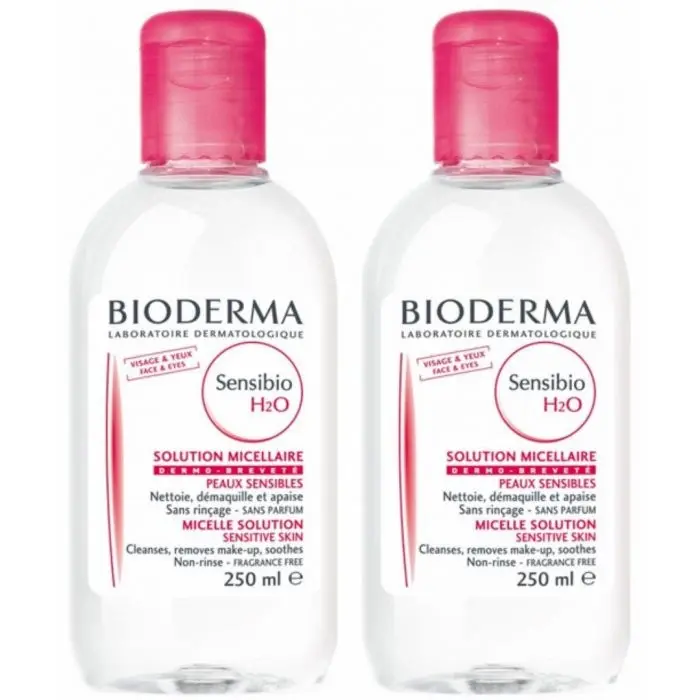 BIODERMA
LABORATOIRE DERMATOLOGIQUE
VISAGE & YEUX
FACE & EYES
Sensibio
H2O
SOLUTION MICELLAIRE
DERMO-BREVETÉ
PEAUX SENSIBLES
Nettoie, démaquille et apaise
Sans rinçage - SANS PARFUM
MICELLE SOLUTION
SENSITIVE SKIN
Cleanses, removes make-up, soothes
Non-rinse - FRAGRANCE FREE
250 ml e
BIODERMA
LABORATOIRE DERMATOLOGIQUE
VISAGE & YEUX
FACE & EYES
Sensibio
H2O
SOLUTION MICELLAIRE
DERMO-BREVETÉ
PEAUX SENSIBLES
Nettoie, démaquille et apaise
Sans rinçage - SANS PARFUM
MICELLE SOLUTION
SENSITIVE SKIN
Cleanses, removes make-up, soothes
Non-rinse - FRAGRANCE FREE
250 ml e